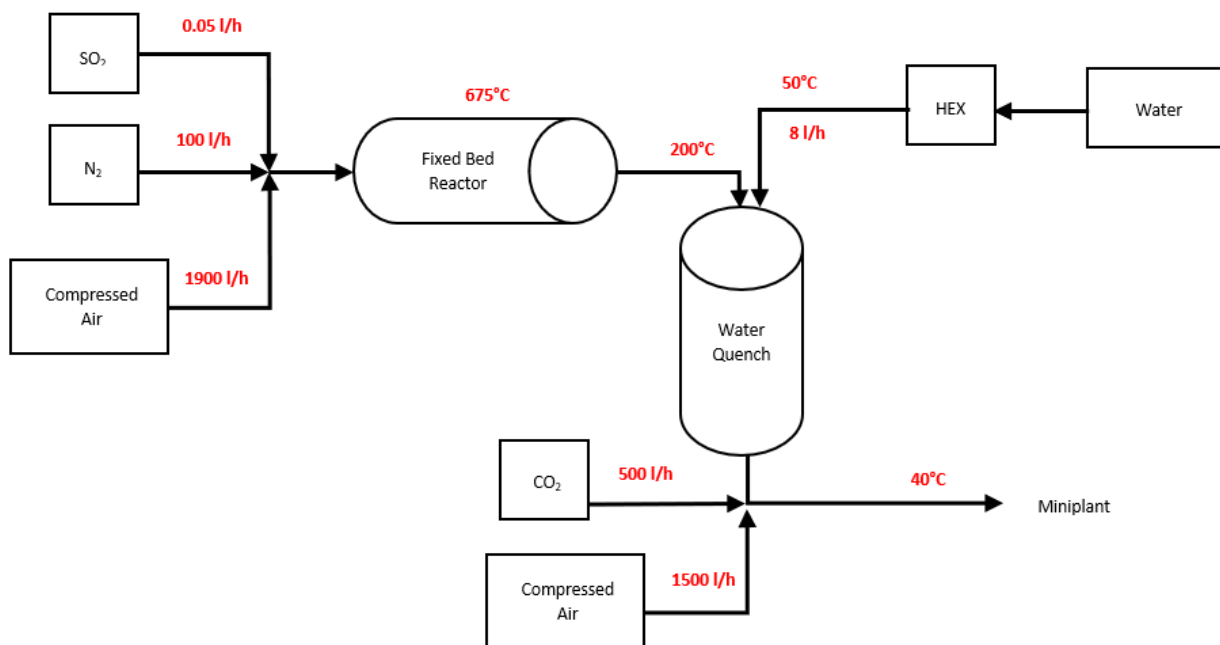 0.05 l/h
SO₂
100 l/h
N₂
1900 l/h
Compressed
Air
675°C
Fixed Bed
Reactor
200°C
50°C
8 l/h
HEX
Water
Water
Quench
CO₂
500 l/h
40°C
Miniplant
1500 l/h
Compressed
Air